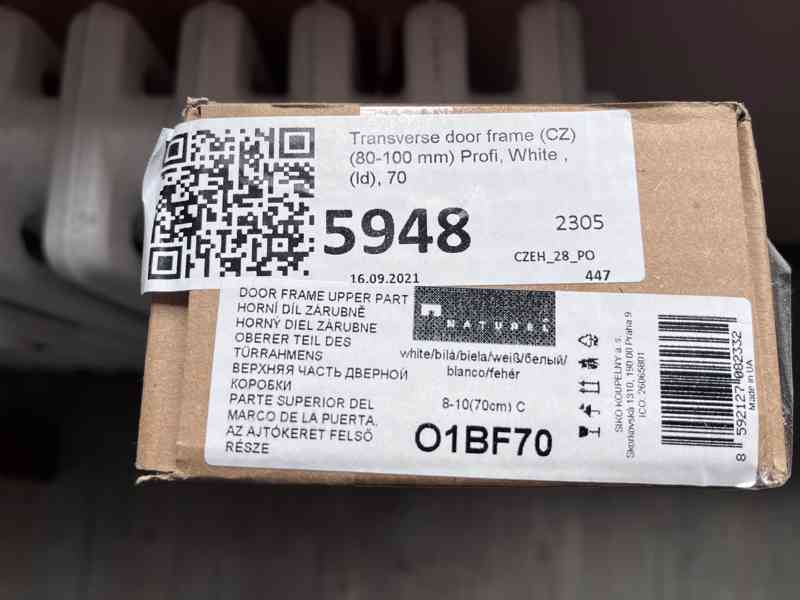 Transverse door frame (CZ)
(80-100 mm) Profi, White ,
(ld), 70
5948
2305
CZEH_28_PO
16.09.2021
447
DOOR FRAME UPPER PART
HORNÍ DÍL ZÁRUBNĚ
HORNÝ DIEL ZÁRUBNE
OBERER TEIL DES
TÜRRAHMENS
ВЕРХНЯЯ ЧАСТЬ ДВЕРНОЙ
КОРОБКИ
PARTE SUPERIOR DEL
MARCO DE LA PUERTA,
AZ AJTÓKERET FELSŐ
RÉSZE
NATUREL
white/bílá/biela/weiß/белый/
blanco/fehér
8-10(70cm) C
O1BF70
SIKO KOUPELNY a. s.
Skorkovská 1310, 190 00 Praha 9
ICO: 26065801
8 592127 082332
Made in UA